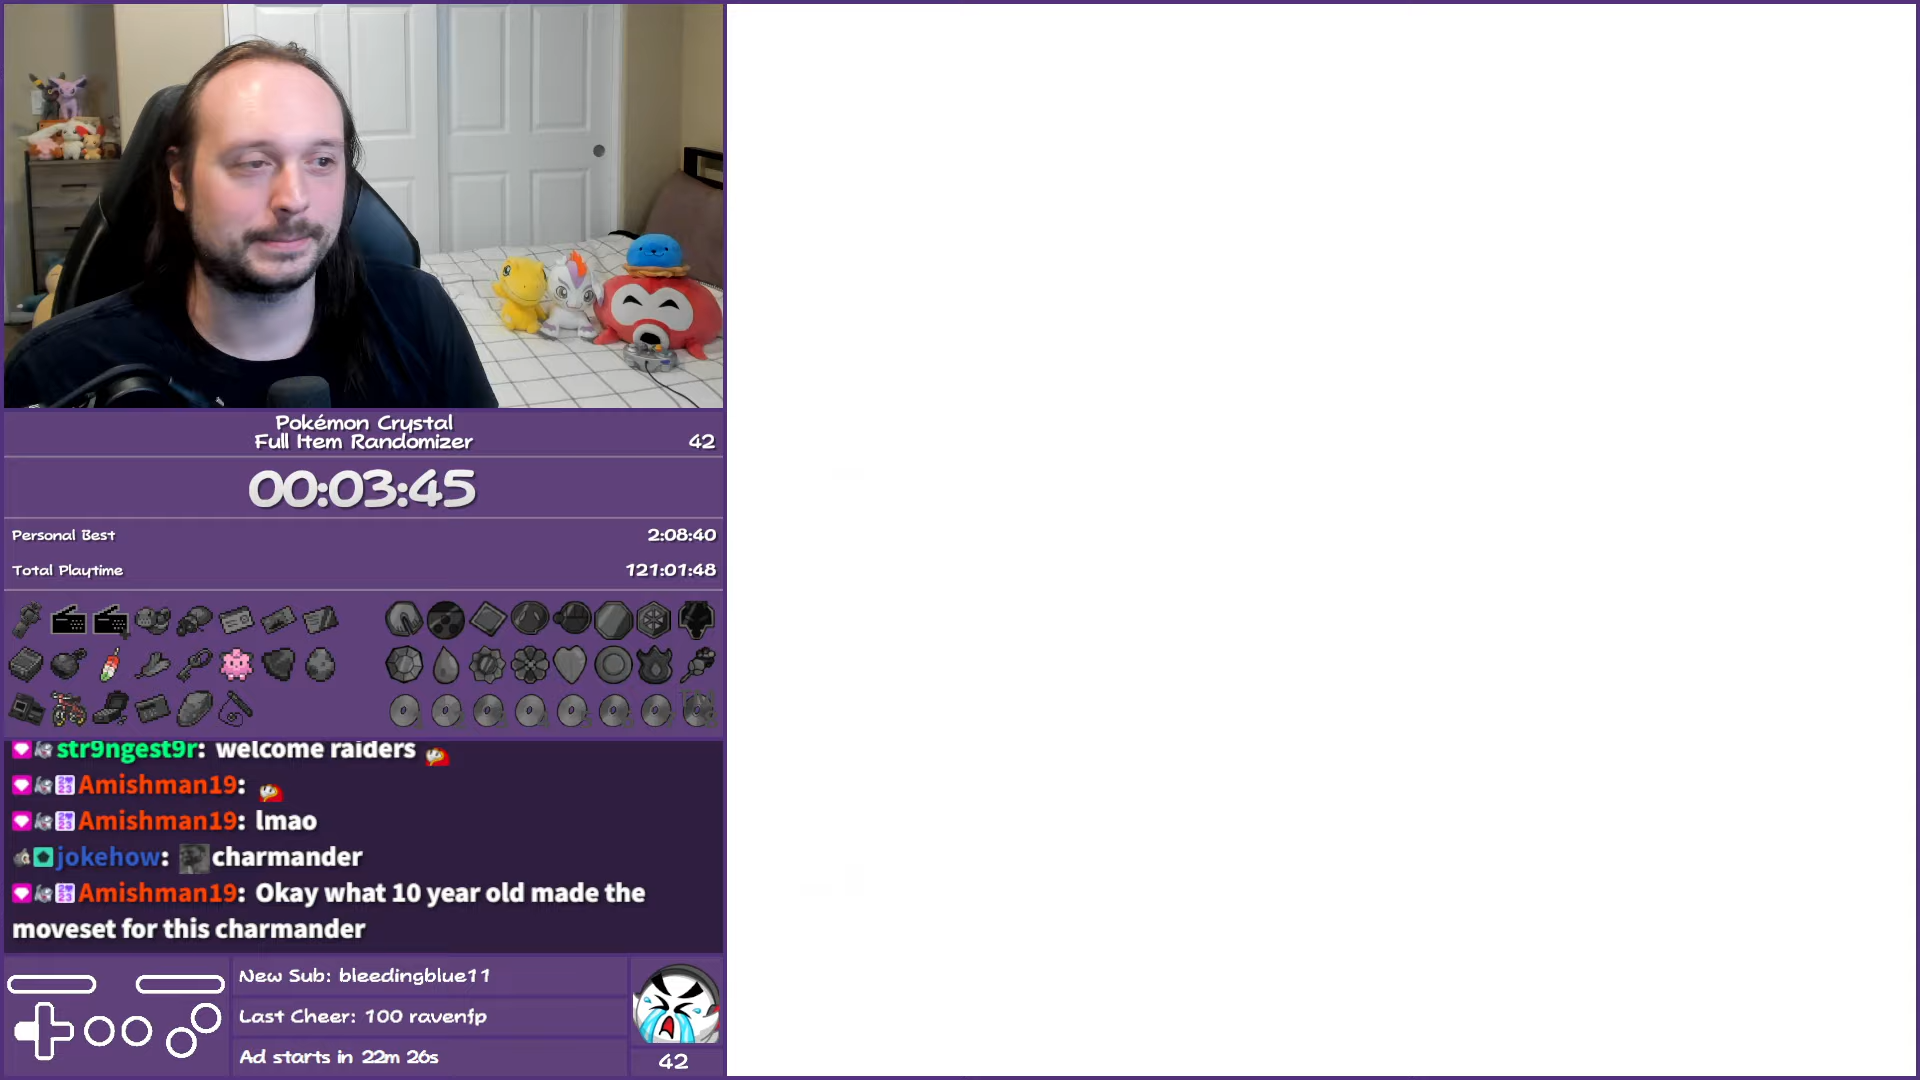 Pokémon Crystal
Full Item Randomizer
42
00:03:45
Personal Best 2:08:40
Total Playtime 121:01:48
str9ngest9r: welcome raiders
Amishman19:
Amishman19: lmao
jokehow: charmander
Amishman19: Okay what 10 year old made the
moveset for this charmander
New Sub: bleedingblue11
Last Cheer: 100 ravenfp
Ad starts in 22m 26s
42